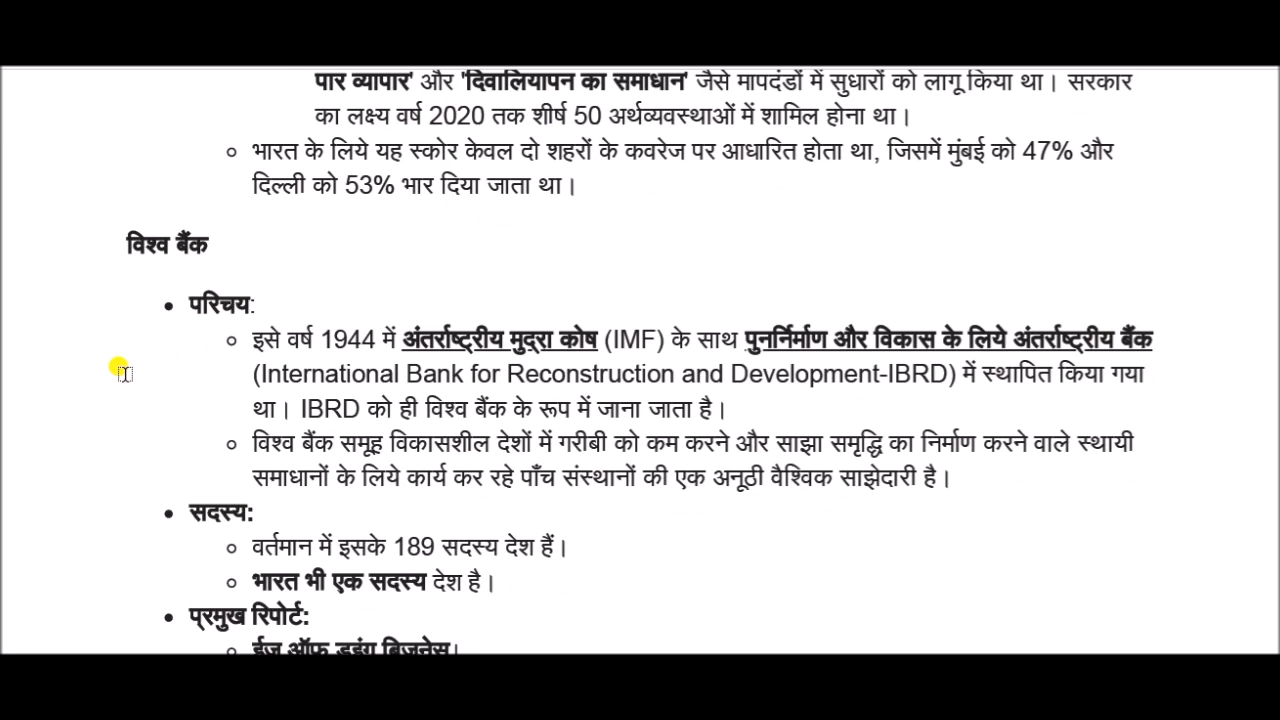 पार व्यापार' और 'दिवालियापन का समाधान' जैसे मापदंडों में सुधारों को लागू किया था। सरकार
का लक्ष्य वर्ष 2020 तक शीर्ष 50 अर्थव्यवस्थाओं में शामिल होना था।
भारत के लिये यह स्कोर केवल दो शहरों के कवरेज पर आधारित होता था, जिसमें मुंबई को 47% और
दिल्ली को 53% भार दिया जाता था।
विश्व बैंक
परिचय:
इसे वर्ष 1944 में अंतर्राष्ट्रीय मुद्रा कोष (IMF) के साथ पुनर्निर्माण और विकास के लिये अंतर्राष्ट्रीय बैंक
(International Bank for Reconstruction and Development-IBRD) में स्थापित किया गया
था। IBRD को ही विश्व बैंक के रूप में जाना जाता है।
विश्व बैंक समूह विकासशील देशों में गरीबी को कम करने और साझा समृद्धि का निर्माण करने वाले स्थायी
समाधानों के लिये कार्य कर रहे पाँच संस्थानों की एक अनूठी वैश्विक साझेदारी है।
सदस्य:
वर्तमान में इसके 189 सदस्य देश हैं।
भारत भी एक सदस्य देश है।
प्रमुख रिपोर्ट:
ईज़ ऑफ डूइंग बिज़नेस।